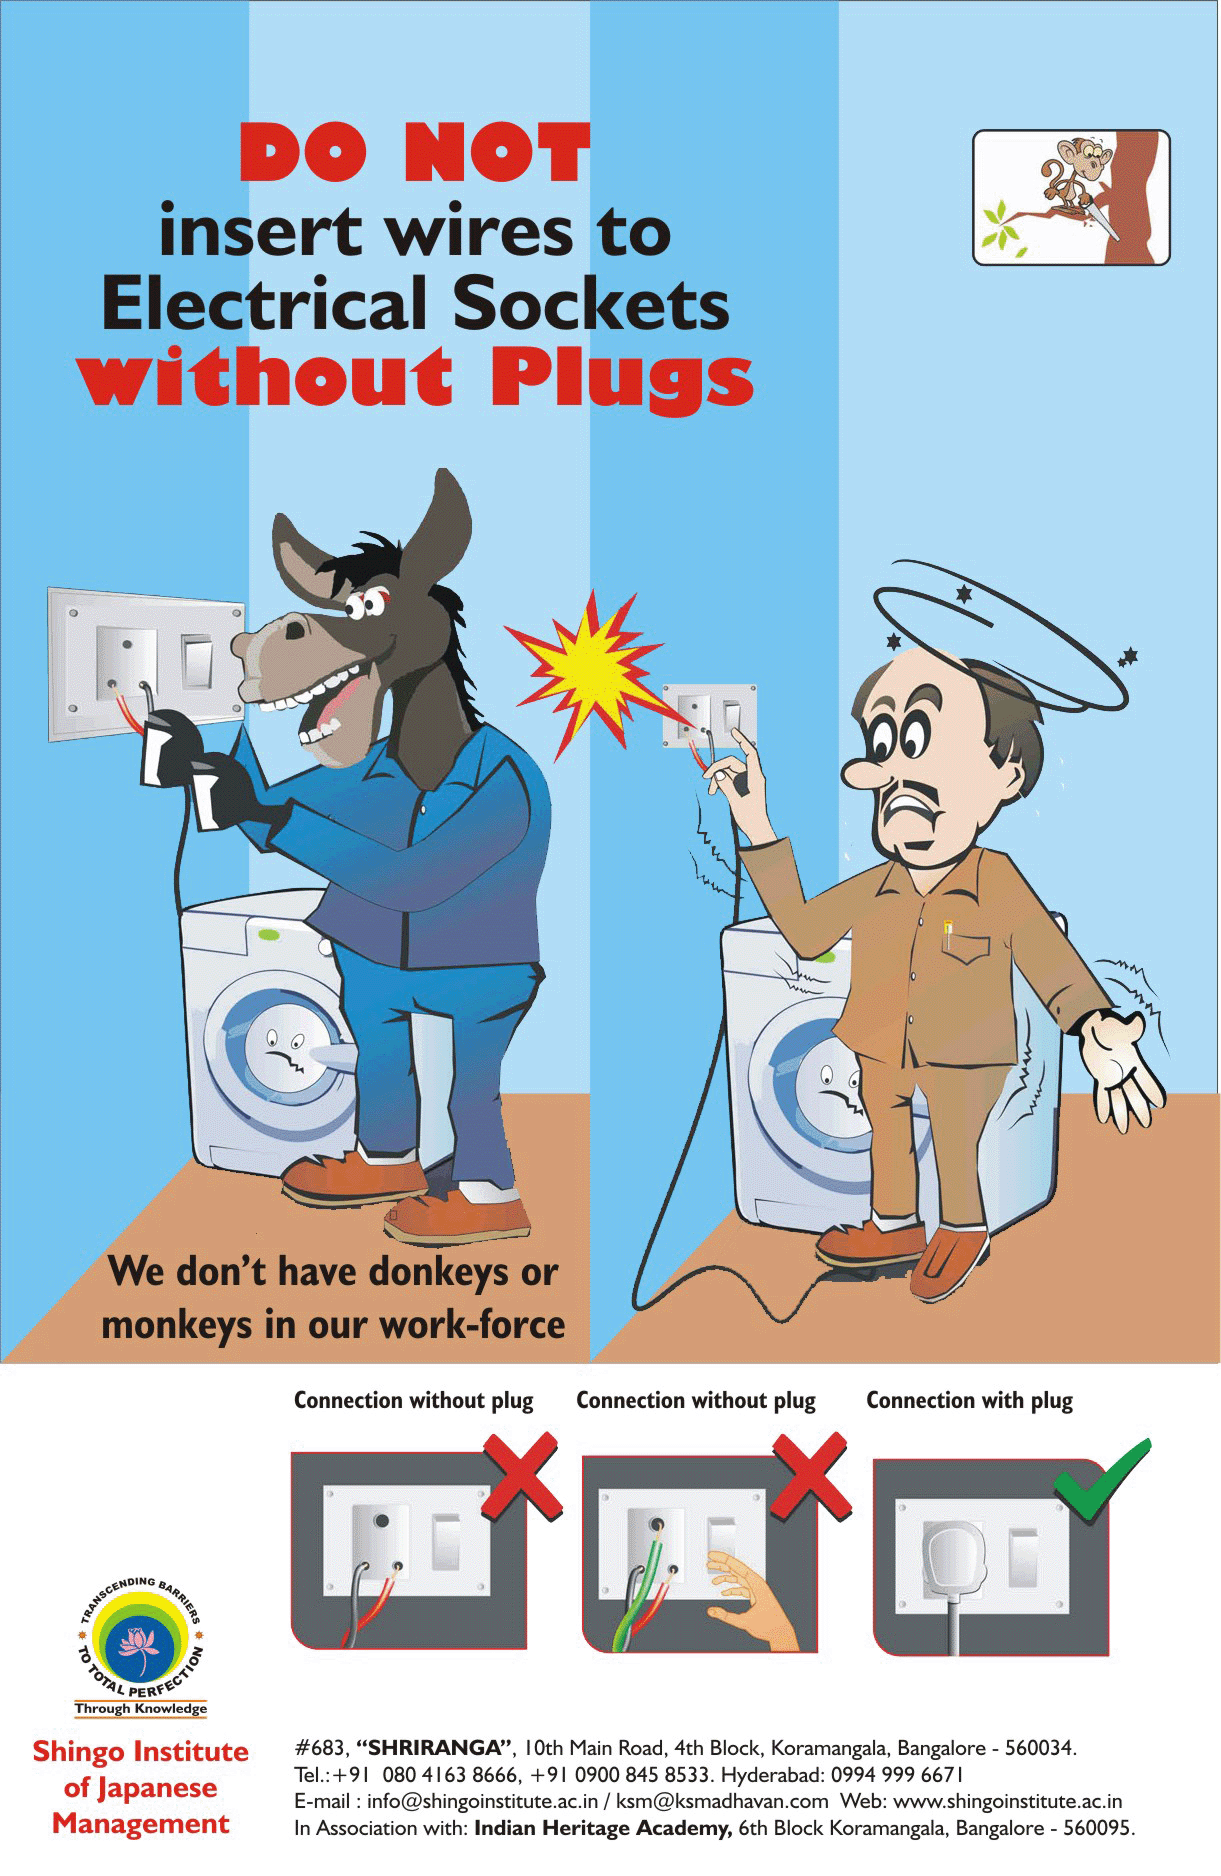 DO NOT
insert wires to
Electrical Sockets
without Plugs
We don't have donkeys or
monkeys in our work-force
Connection without plug
Connection without plug
Connection with plug
TRANSCENDING BARRIERS
TO TOTAL PERFECTION
Through Knowledge
Shingo Institute
of Japanese
Management
#683, “SHRIRANGA”, 10th Main Road, 4th Block, Koramangala, Bangalore - 560034.
Tel.:+91 080 4163 8666, +91 0900 845 8533. Hyderabad: 0994 999 6671
E-mail : info@shingoinstitute.ac.in / ksm@ksmadhavan.com Web: www.shingoinstitute.ac.in
In Association with: Indian Heritage Academy, 6th Block Koramangala, Bangalore - 560095.